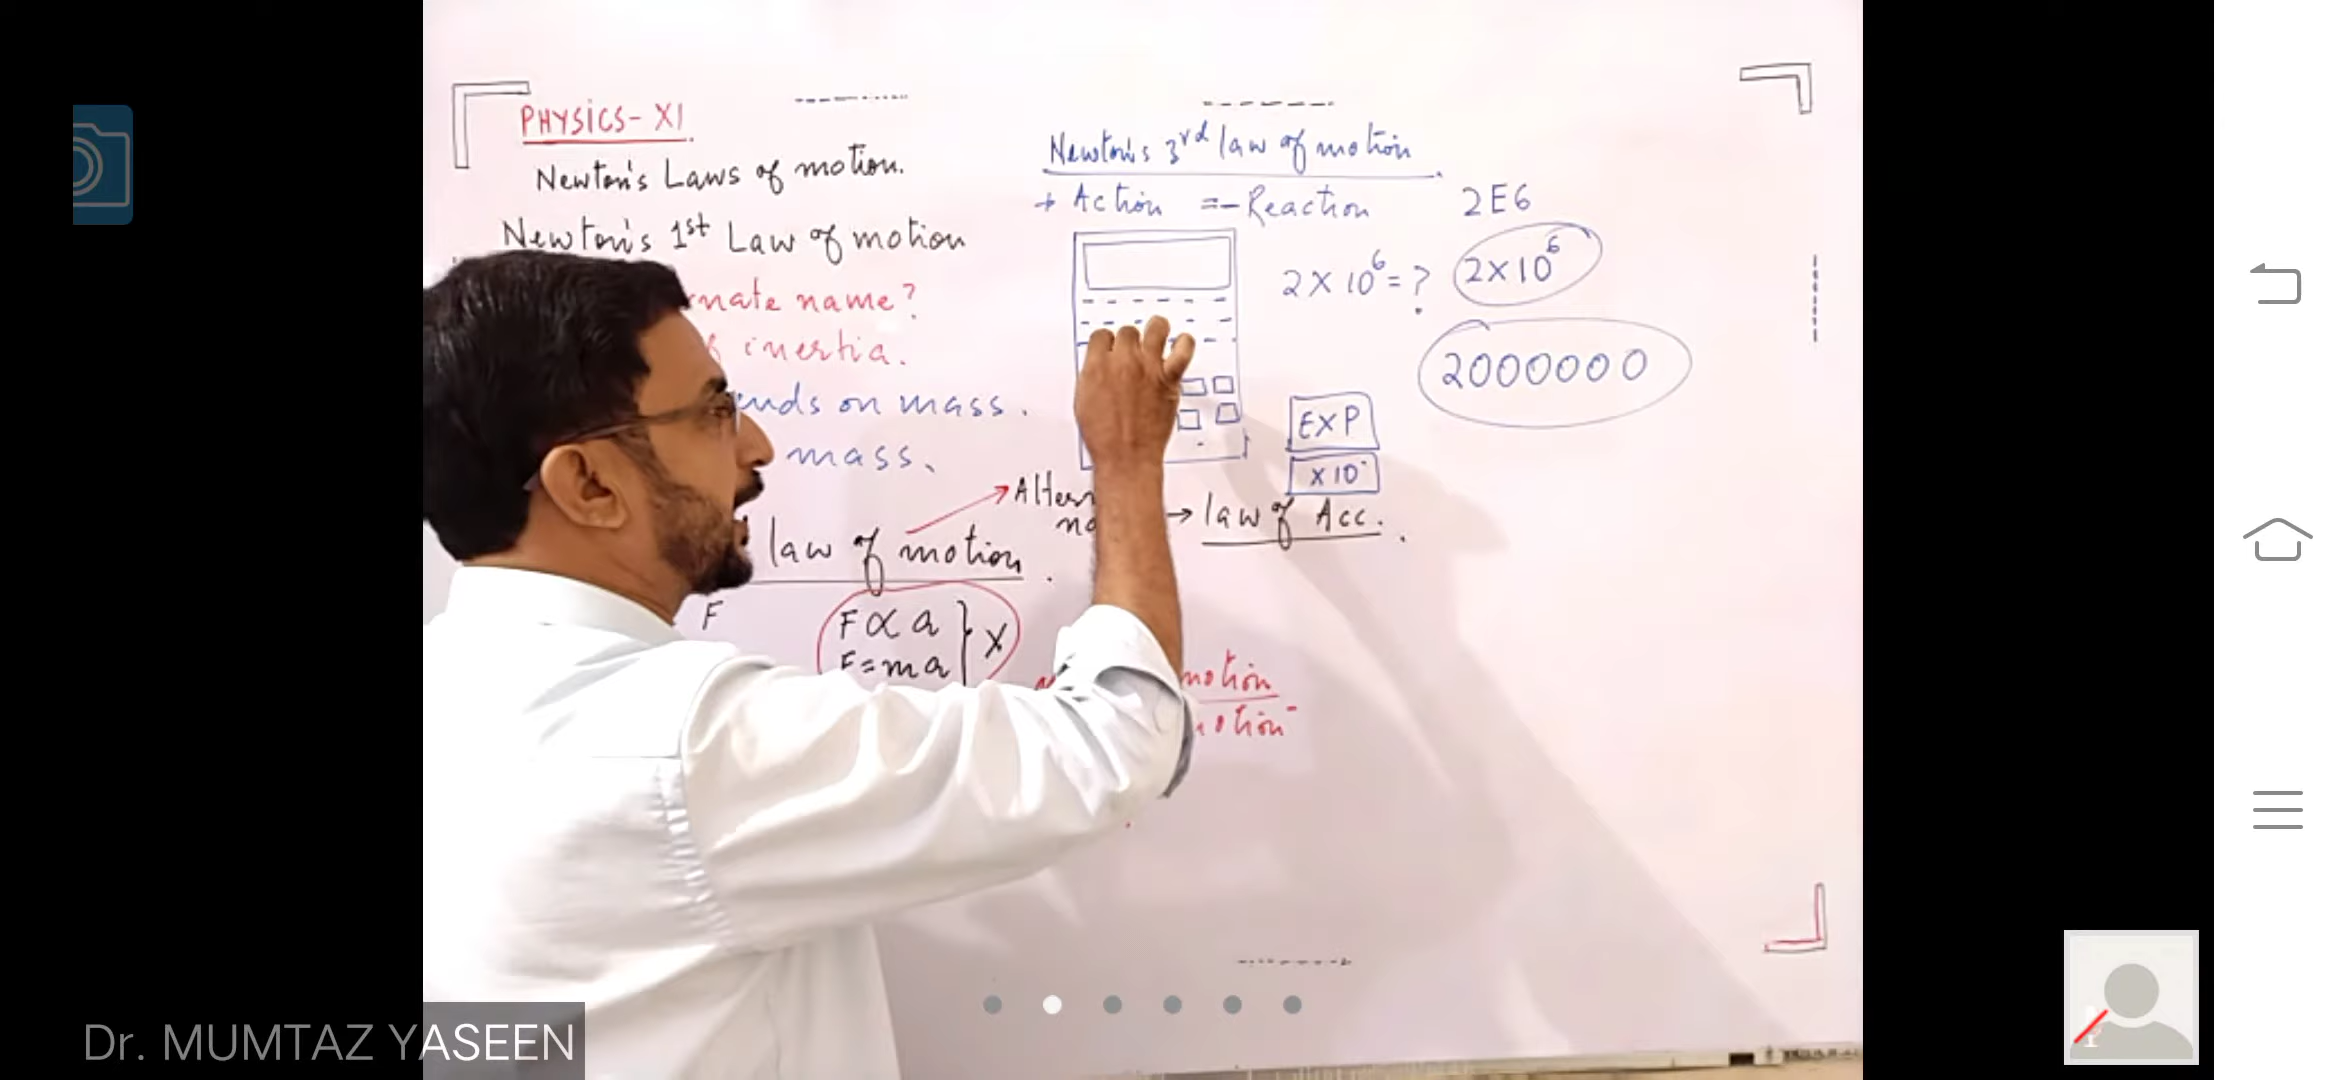 PHYSICS- XI
Newton's Laws of motion.
Newton's 1st Law of motion
nate name?
inertia.
ends on mass.
mass.
law of motion.
F
F ∝ a
F=ma
X
Newton's 3rd law of motion
+ Action =- Reaction
2E6
2 X 10⁶ = ?
2 X 10⁶
2000000
EXP
X 10
→ law of Acc.
motion
otion
Dr. MUMTAZ YASEEN